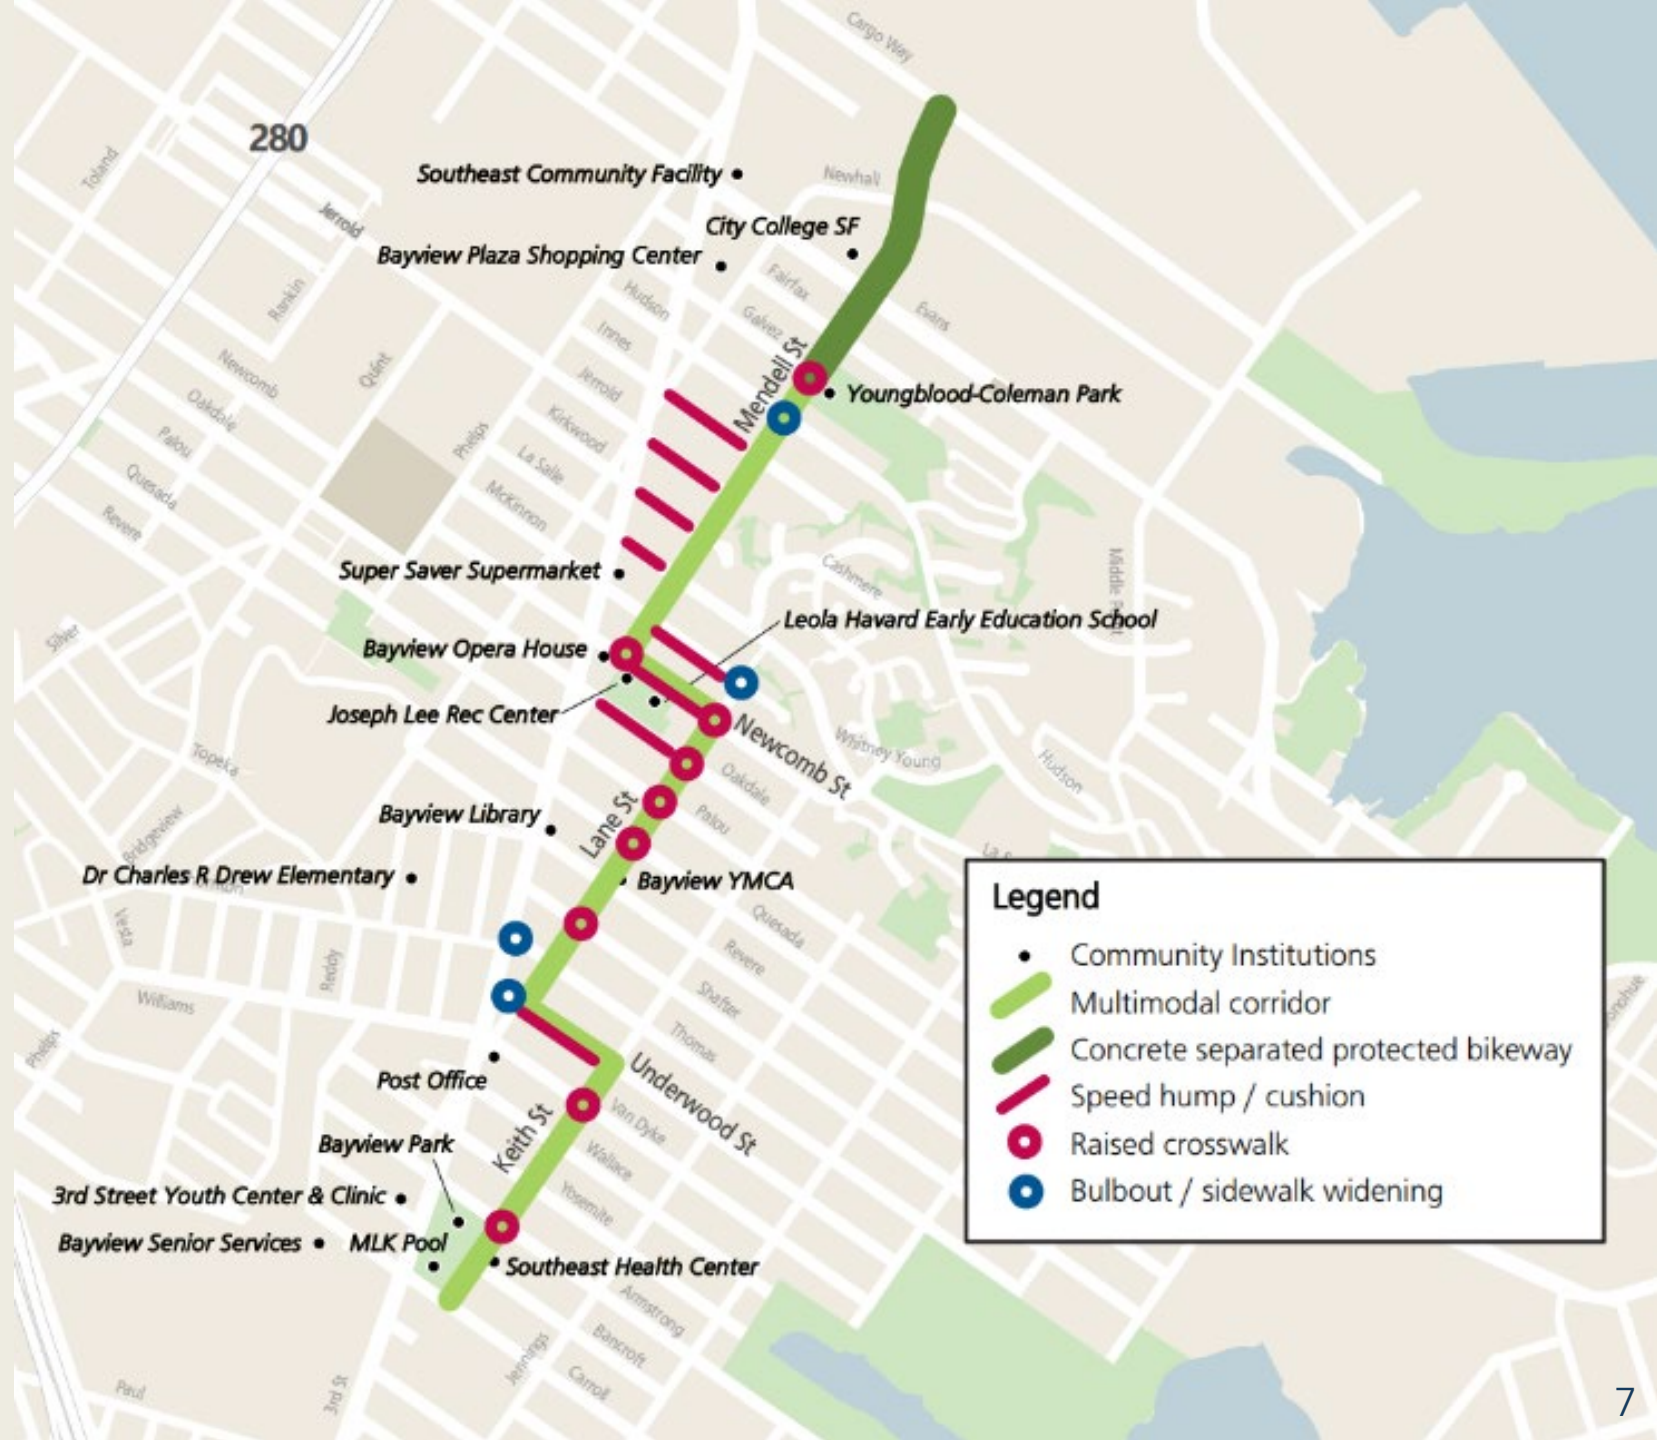 Cargo Way
280
Toland
Southeast Community Facility
Newhall
Jerrold
City College SF
Bayview Plaza Shopping Center
Rankin
Hudson
Fairfax
Galvez
Evans
Innes
Newcomb
Quint
Jerrold
Mendell St
Youngblood-Coleman Park
Oakdale
Kirkwood
Palou
Phelps
La Salle
Quesada
McKinnon
Revere
Super Saver Supermarket
Cashmere
Middle Point
Silver
Leola Havard Early Education School
Bayview Opera House
Joseph Lee Rec Center
Newcomb St
Whitney Young
Topeka
Oakdale
Hudson
Bridgeview
Bayview Library
Lane St
Palou
Dr Charles R Drew Elementary
Bayview YMCA
Vesta
Quesada
Reddy
Revere
Williams
Shafter
Phelps
Thomas
Post Office
Underwood St
Van Dyke
Keith St
Bayview Park
Wallace
3rd Street Youth Center & Clinic
Yosemite
Bayview Senior Services
MLK Pool
Southeast Health Center
Armstrong
Bancroft
Jennings
Carroll
Paul
3rd St
Legend
Community Institutions
Multimodal corridor
Concrete separated protected bikeway
Speed hump / cushion
Raised crosswalk
Bulbout / sidewalk widening
7